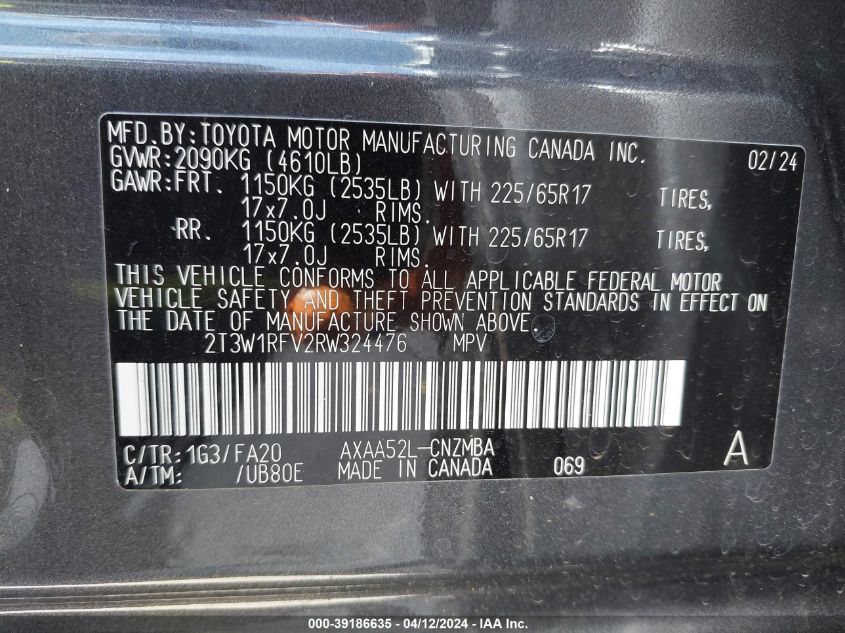 MFD.BY:TOYOTA MOTOR MANUFACTURING CANADA INC. 02/24
GVWR:2090KG (4610LB)
GAWR:FRT. 1150KG (2535LB) WITH 225/65R17 TIRES,
17x7.0J RIMS.
RR. 1150KG (2535LB) WITH 225/65R17 TIRES,
17x7.0J RIMS.
THIS VEHICLE CONFORMS TO ALL APPLICABLE FEDERAL MOTOR
VEHICLE SAFETY AND THEFT PREVENTION STANDARDS IN EFFECT ON
THE DATE OF MANUFACTURE SHOWN ABOVE.
2T3W1RFV2RW324476 MPV
C/TR:1G3/FA20 AXAA52L-CNZMBA A
A/TM: /UB80E MADE IN CANADA 069
000-39186635 - 04/12/2024 - IAA Inc.